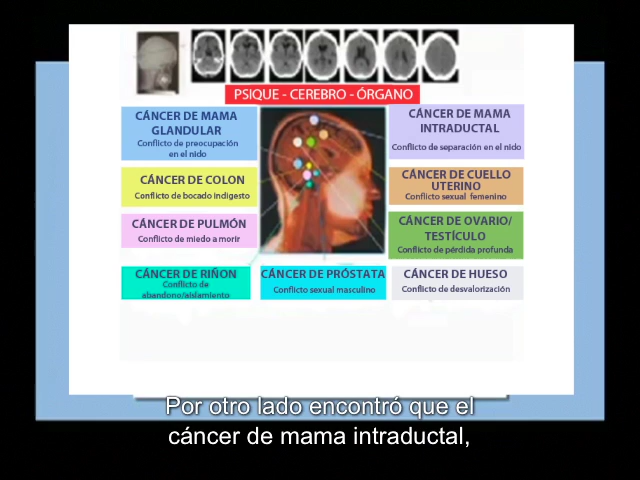 PSIQUE - CEREBRO - ÓRGANO
CÁNCER DE MAMA
GLANDULAR
Conflicto de preocupación
en el nido
CÁNCER DE COLON
Conflicto de bocado indigesto
CÁNCER DE PULMÓN
Conflicto de miedo a morir
CÁNCER DE RIÑON
Conflicto de
abandono/aislamiento
CÁNCER DE PRÓSTATA
Conflicto sexual masculino
CÁNCER DE MAMA
INTRADUCTAL
Conflicto de separación en el nido
CÁNCER DE CUELLO
UTERINO
Conflicto sexual femenino
CÁNCER DE OVARIO/
TESTÍCULO
Conflicto de pérdida profunda
CÁNCER DE HUESO
Conflicto de desvalorización
Por otro lado encontró que el
cáncer de mama intraductal,